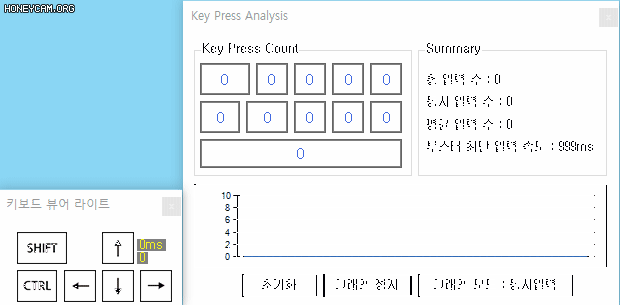 HONEYCAM.ORG
Key Press Analysis
x
Key Press Count
0 0 0 0 0
0 0 0 0 0
0
Summary
총 입력 수 : 0
동시 입력 수 : 0
평균 입력 수 : 0
부스터 최단 입력 속도 : 999ms
10
8
6
4
2
0
초기화
그래프 정지
그래프 모드 : 동시입력
키보드 뷰어 라이트
x
SHIFT ↑ 0ms
0
CTRL ← ↓ →